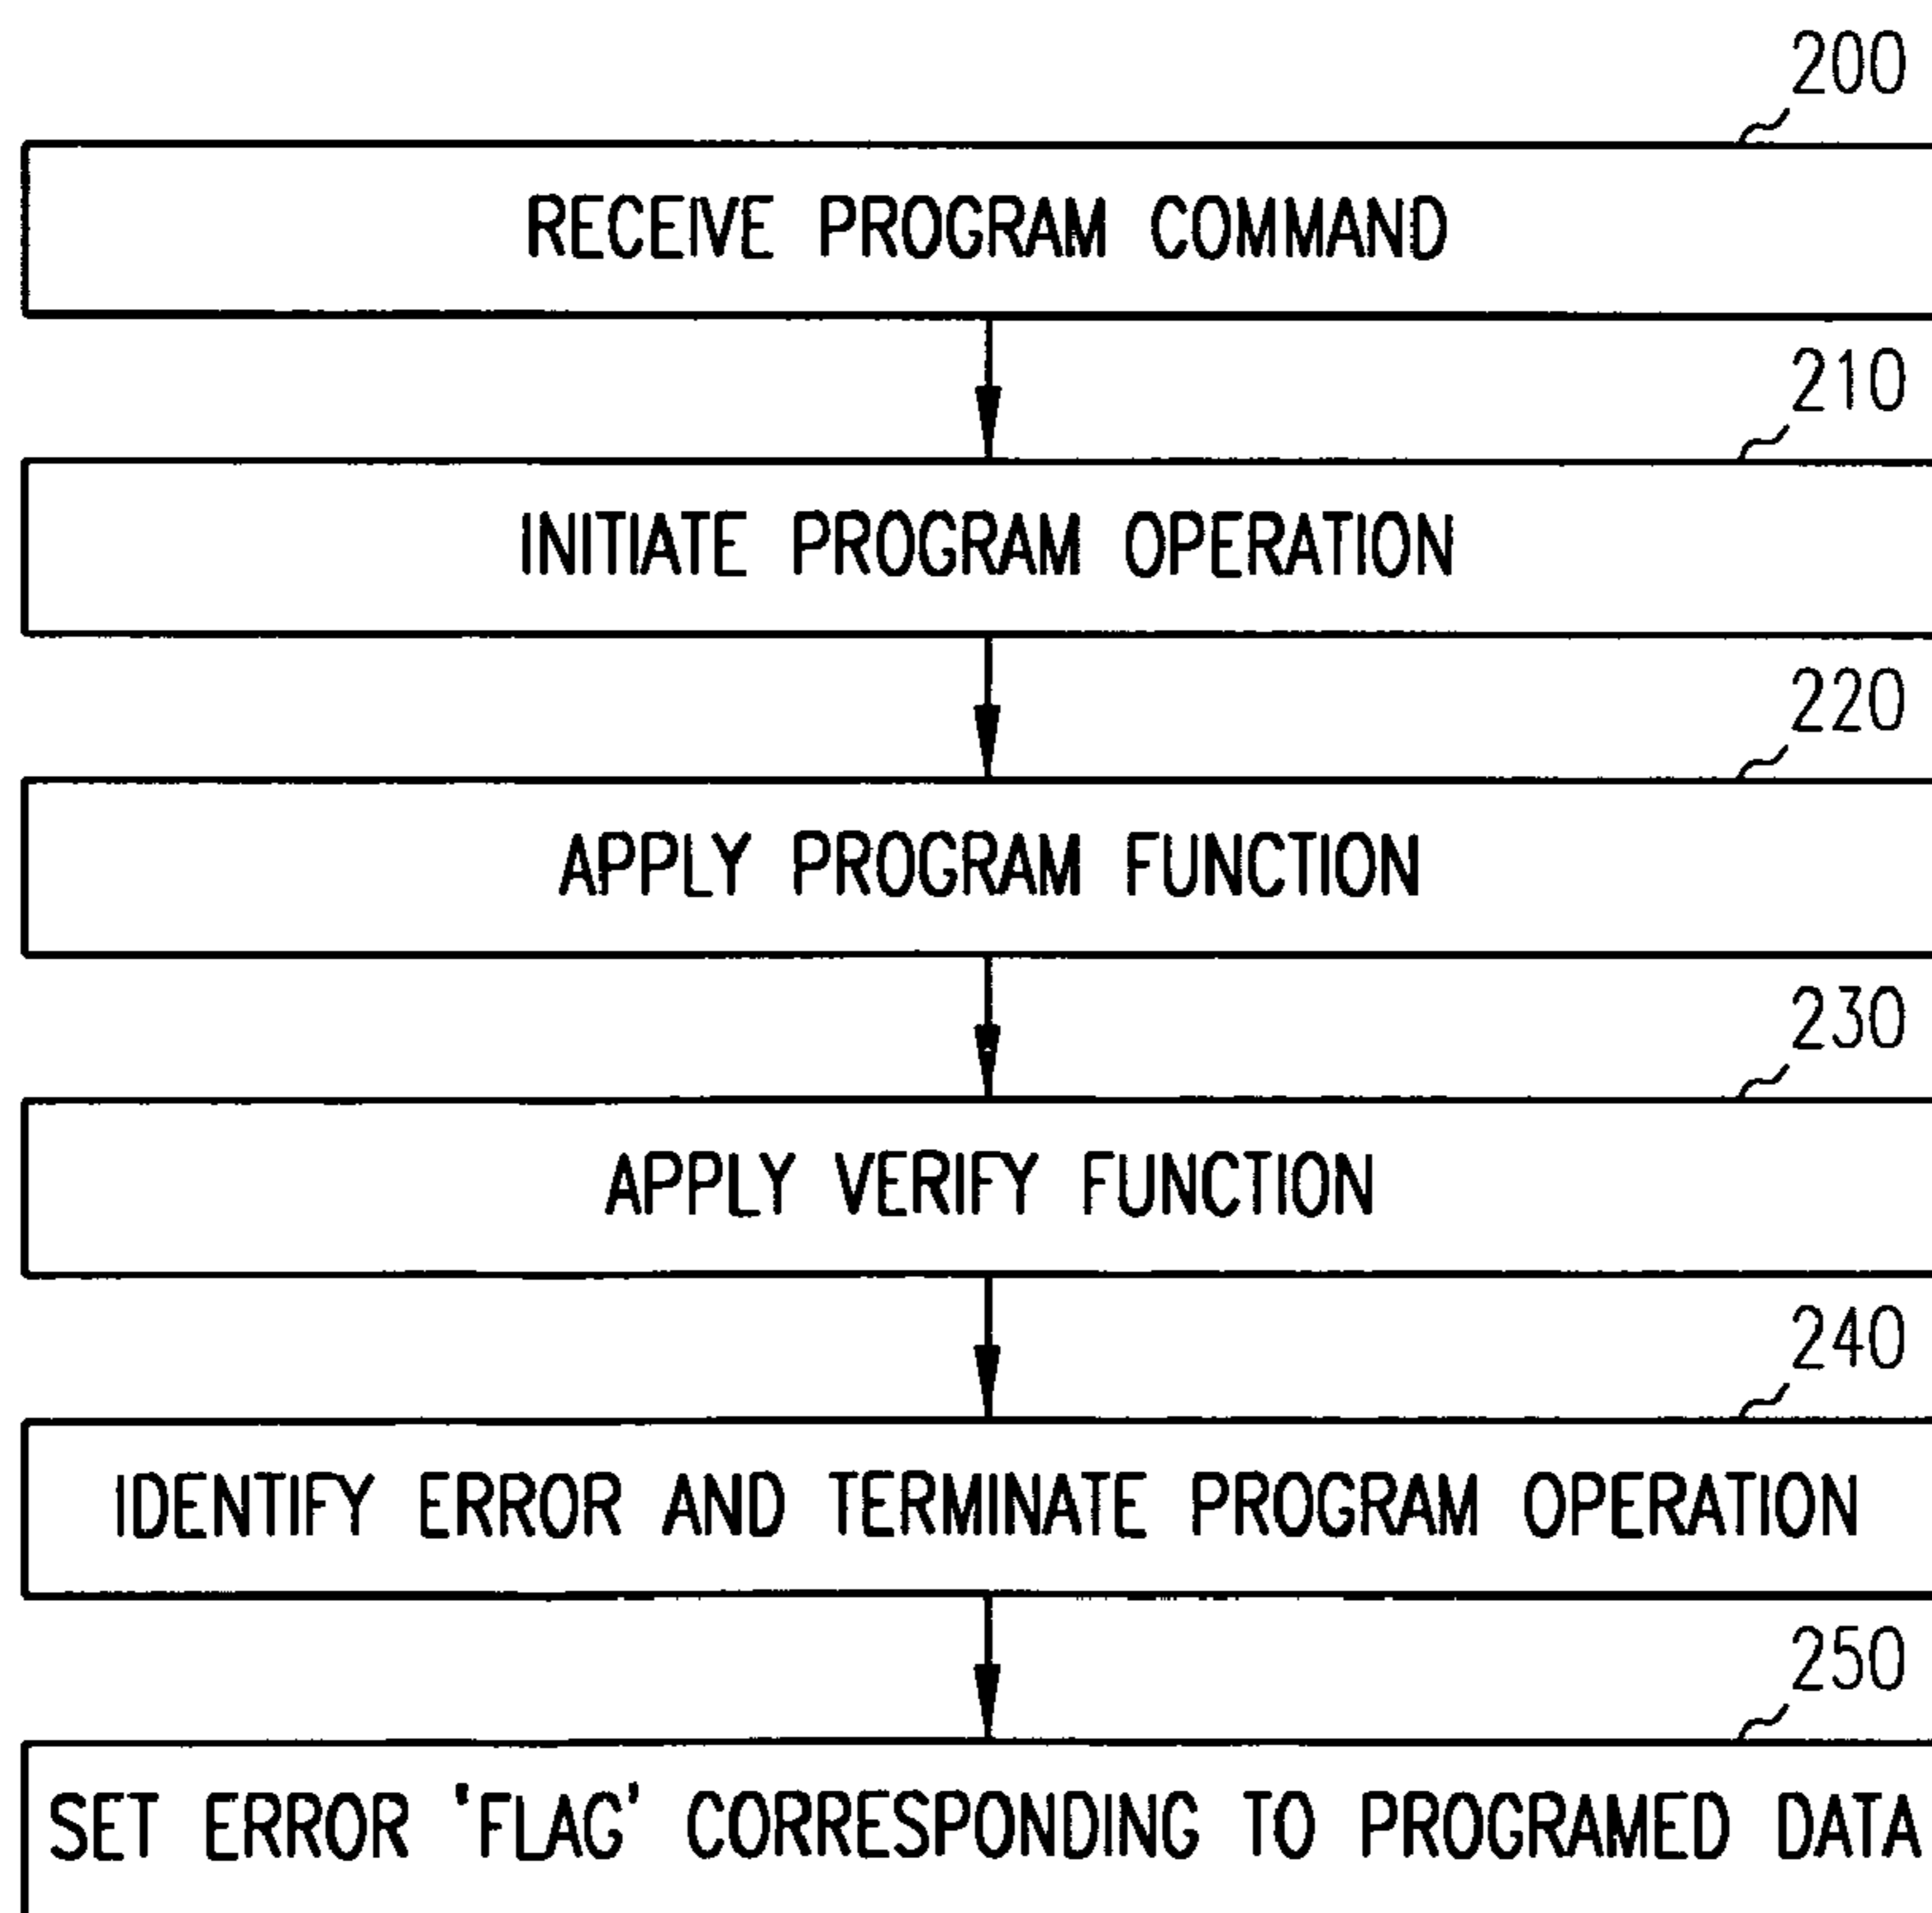 200
RECEIVE PROGRAM COMMAND
210
INITIATE PROGRAM OPERATION
220
APPLY PROGRAM FUNCTION
230
APPLY VERIFY FUNCTION
240
IDENTIFY ERROR AND TERMINATE PROGRAM OPERATION
250
SET ERROR 'FLAG' CORRESPONDING TO PROGRAMED DATA